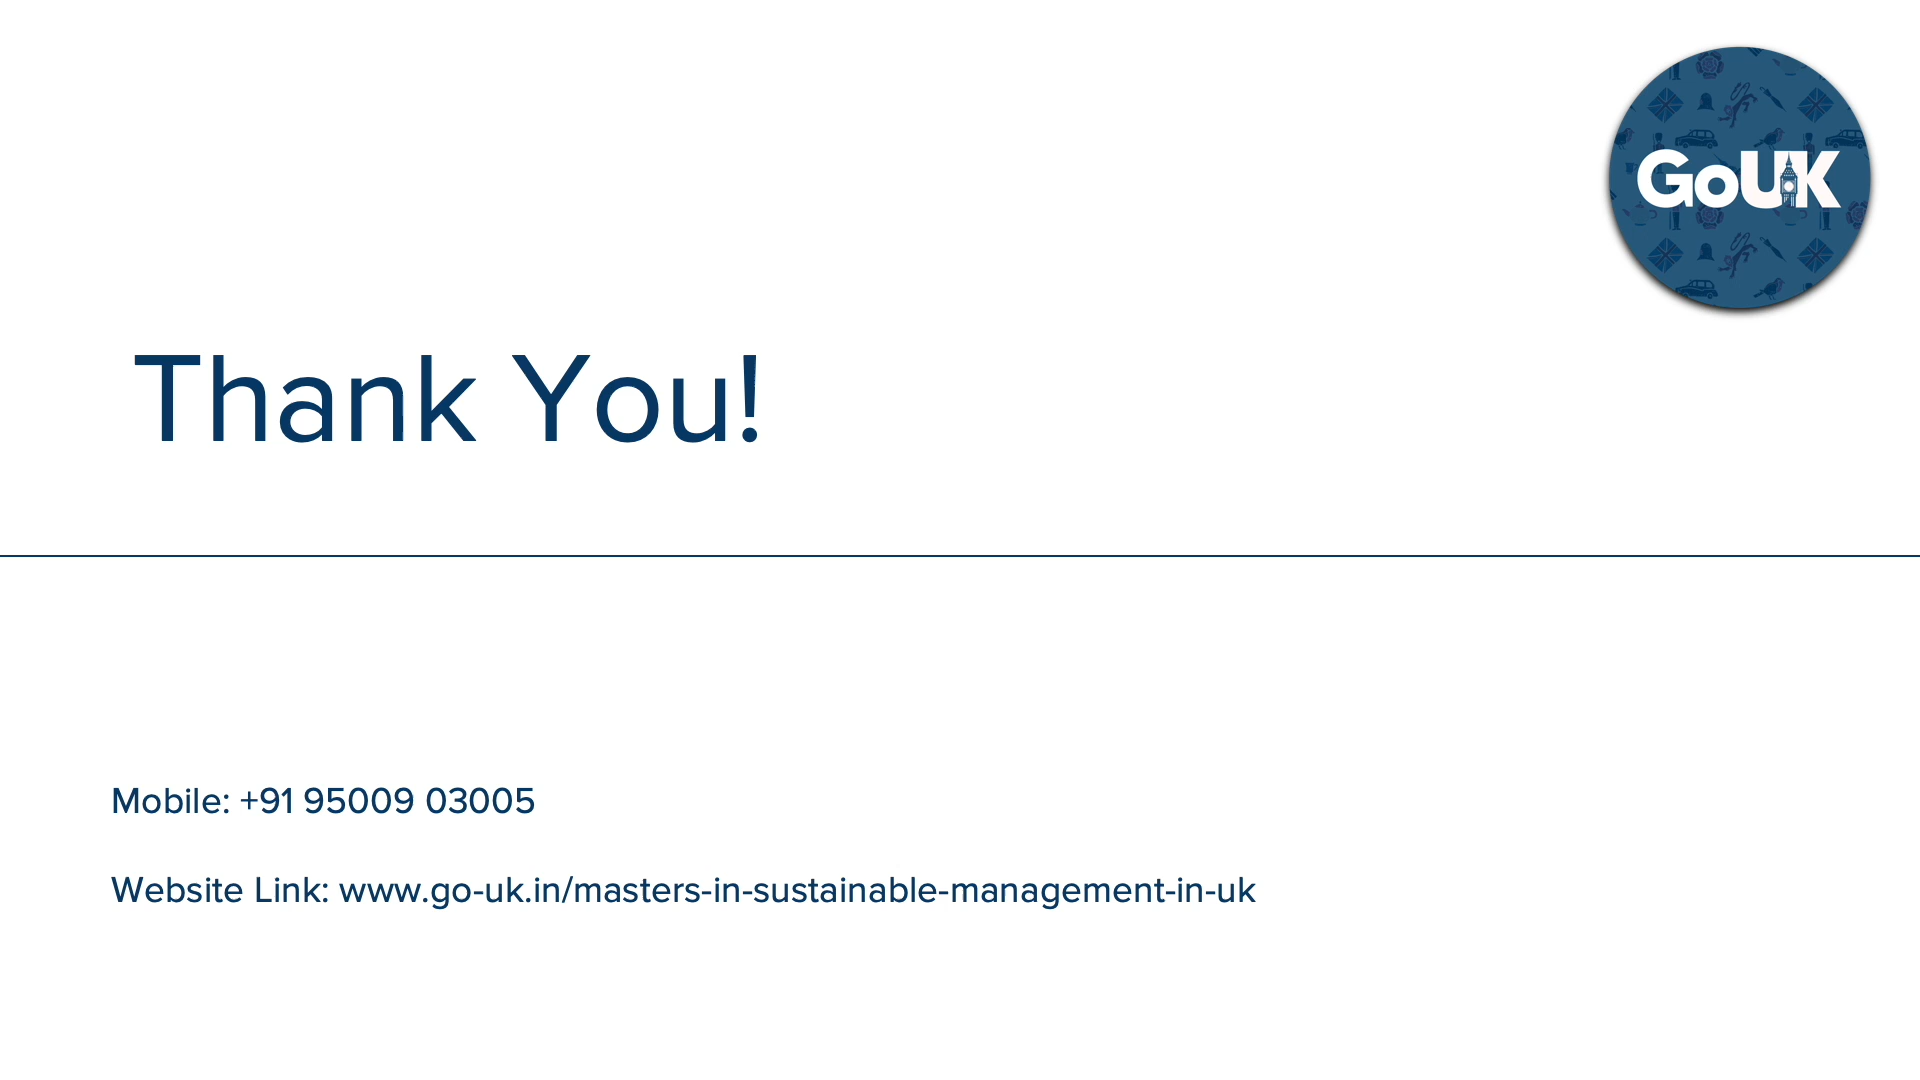 GoUK
Thank You!
Mobile: +91 95009 03005
Website Link: www.go-uk.in/masters-in-sustainable-management-in-uk